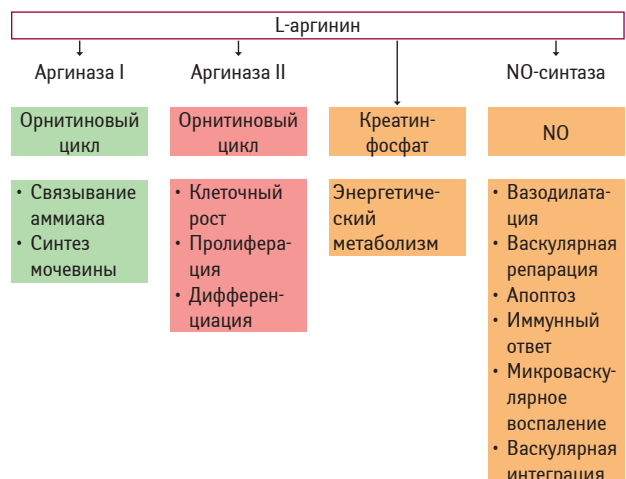 L-аргинин
Аргиназа I
Аргиназа II
NO-синтаза
Орнитиновый
цикл
Орнитиновый
цикл
Креатин-
фосфат
NO
• Связывание
аммиака
• Синтез
мочевины
• Клеточный
рост
• Пролифера-
ция
• Дифферен-
циация
Энергетиче-
ский
метаболизм
• Вазодилата-
ция
• Васкулярная
репарация
• Апоптоз
• Иммунный
ответ
• Микроваску-
лярное
воспаление
• Васкулярная
интеграция